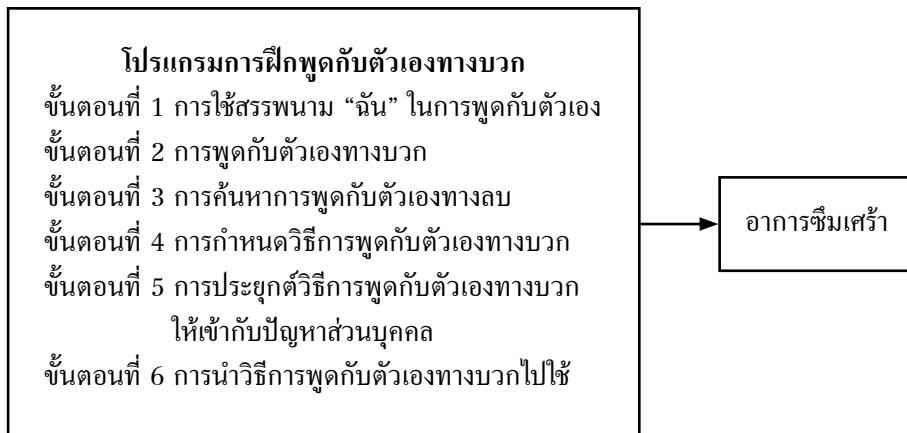 โปรแกรมการฝึกพูดกับตัวเองทางบวก
ขั้นตอนที่ 1 การใช้สรรพนาม “ฉัน” ในการพูดกับตัวเอง
ขั้นตอนที่ 2 การพูดกับตัวเองทางบวก
ขั้นตอนที่ 3 การค้นหาการพูดกับตัวเองทางลบ
ขั้นตอนที่ 4 การกำหนดวิธีการพูดกับตัวเองทางบวก
ขั้นตอนที่ 5 การประยุกต์วิธีการพูดกับตัวเองทางบวก
ให้เข้ากับปัญหาส่วนบุคคล
ขั้นตอนที่ 6 การนำวิธีการพูดกับตัวเองทางบวกไปใช้
อาการซึมเศร้า